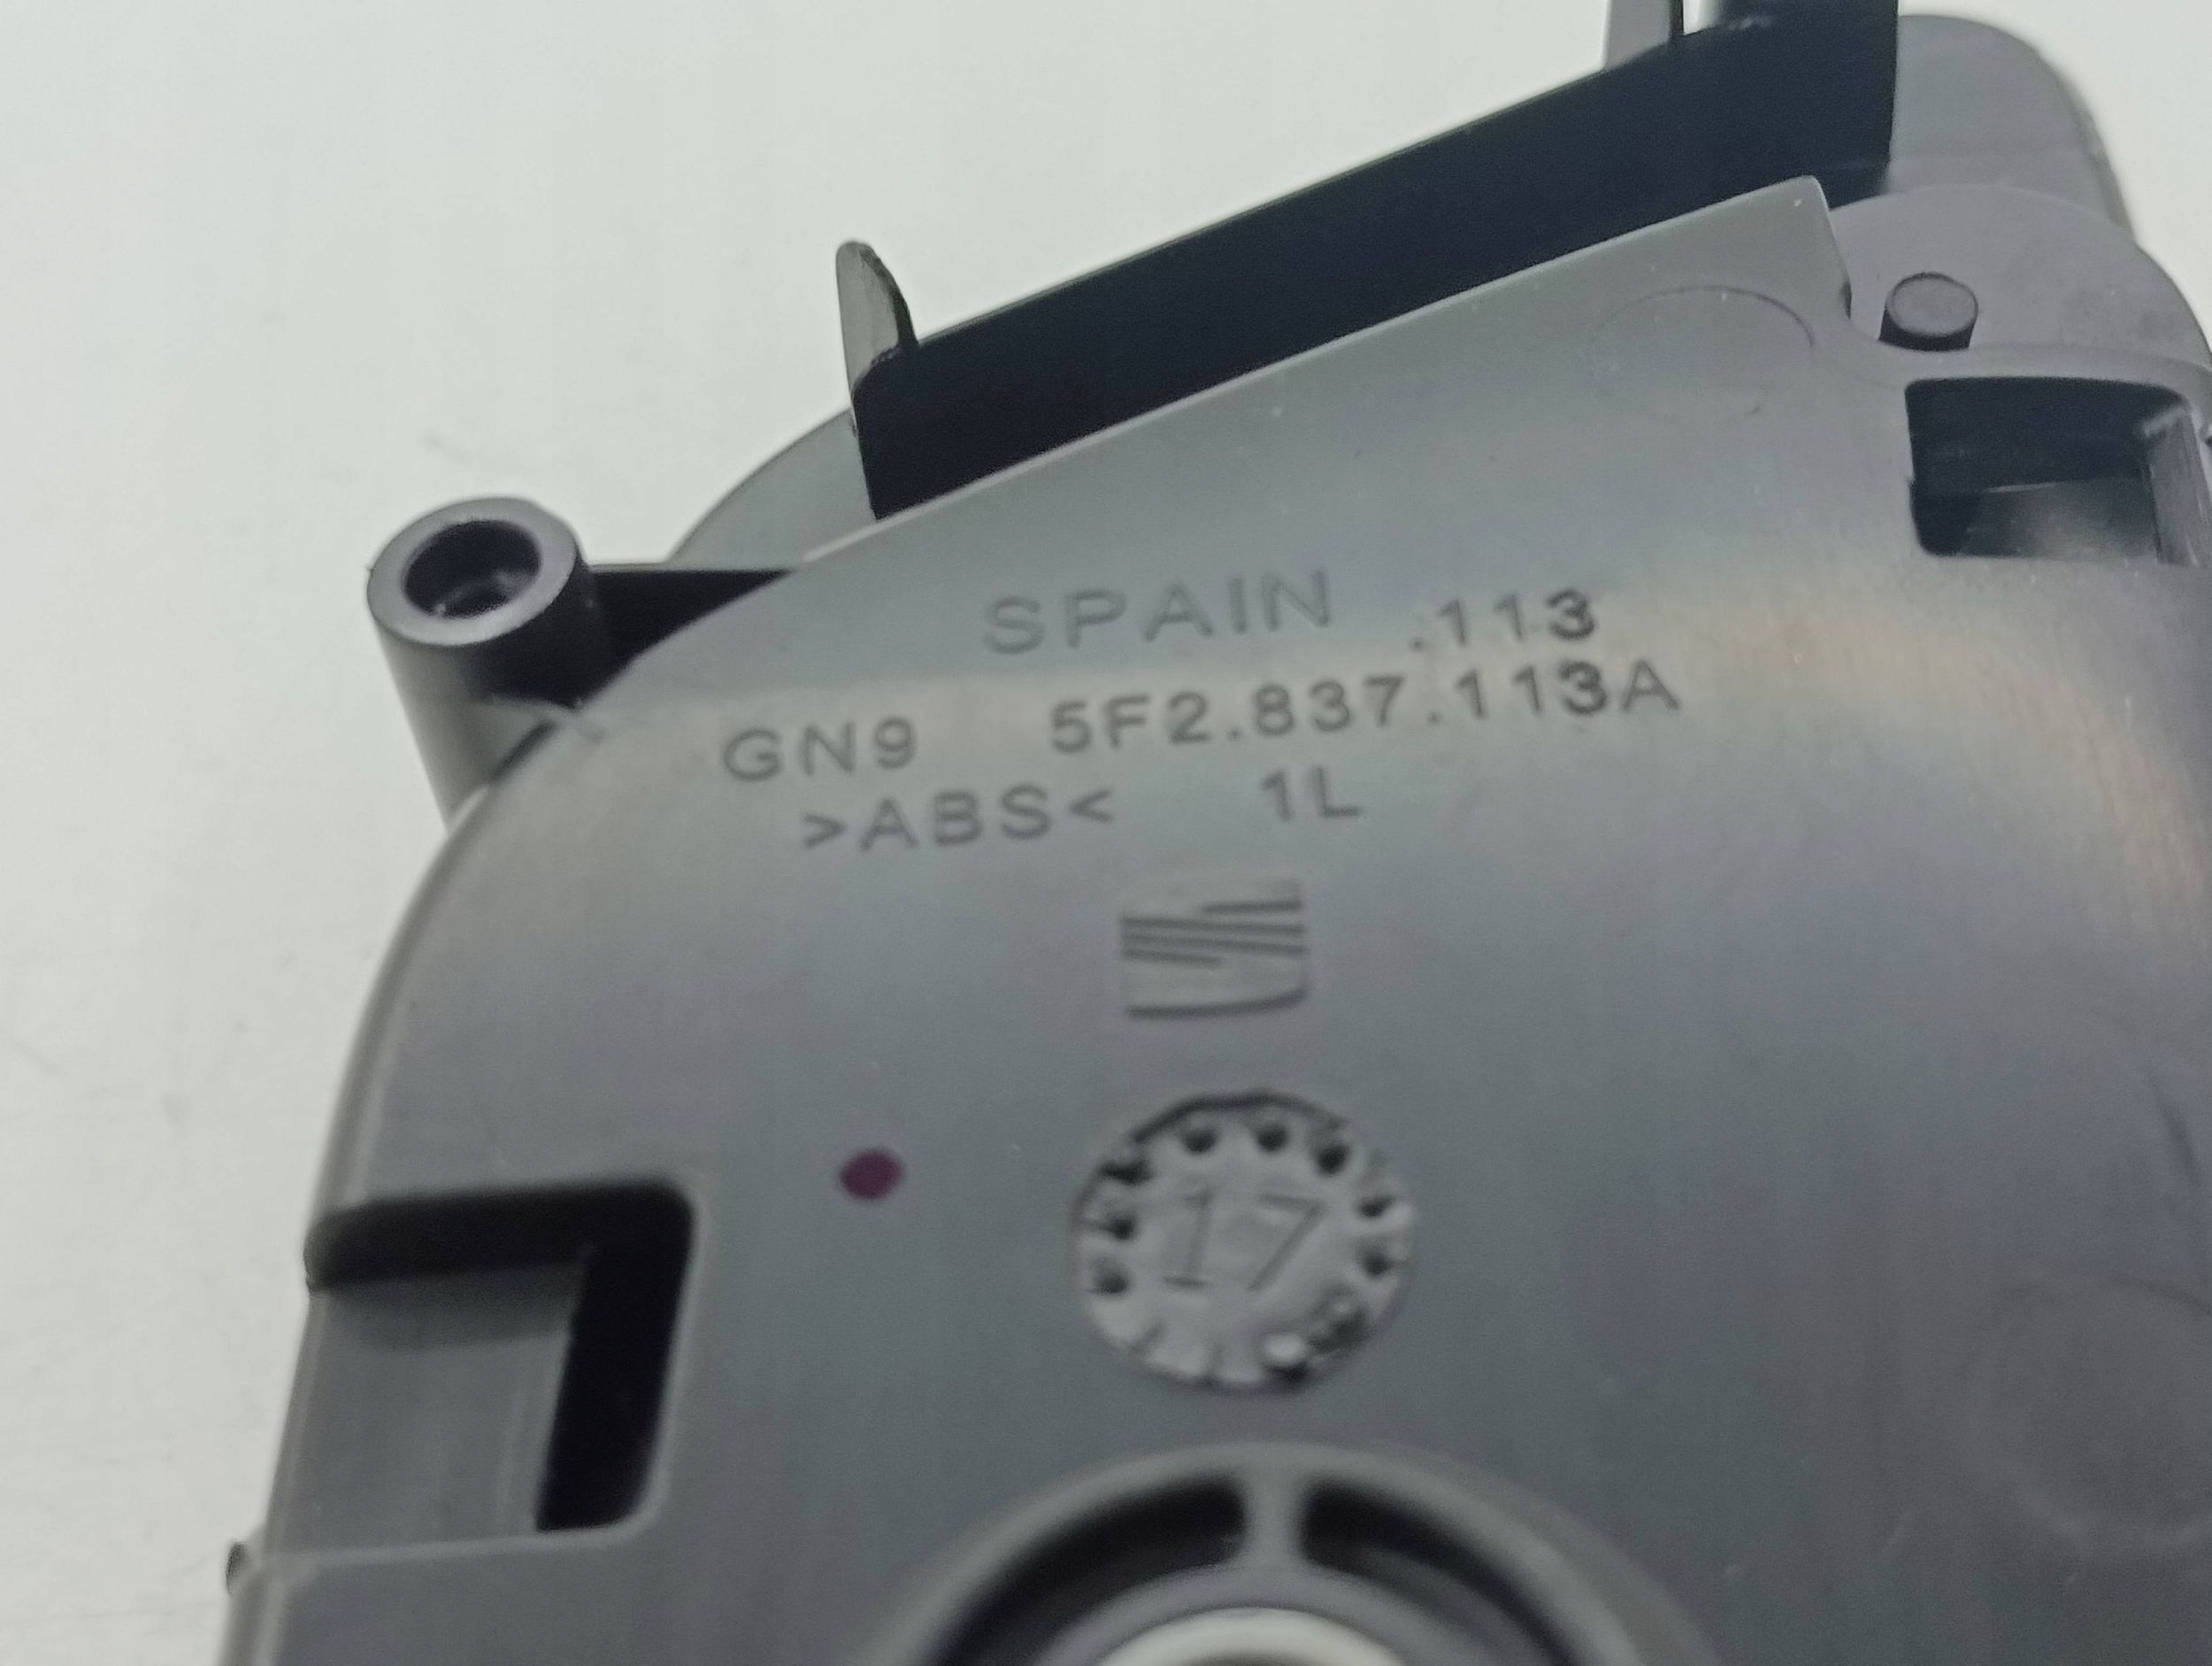 SPAIN .113
GN9 5F2.837.113A
>ABS< 1L
17